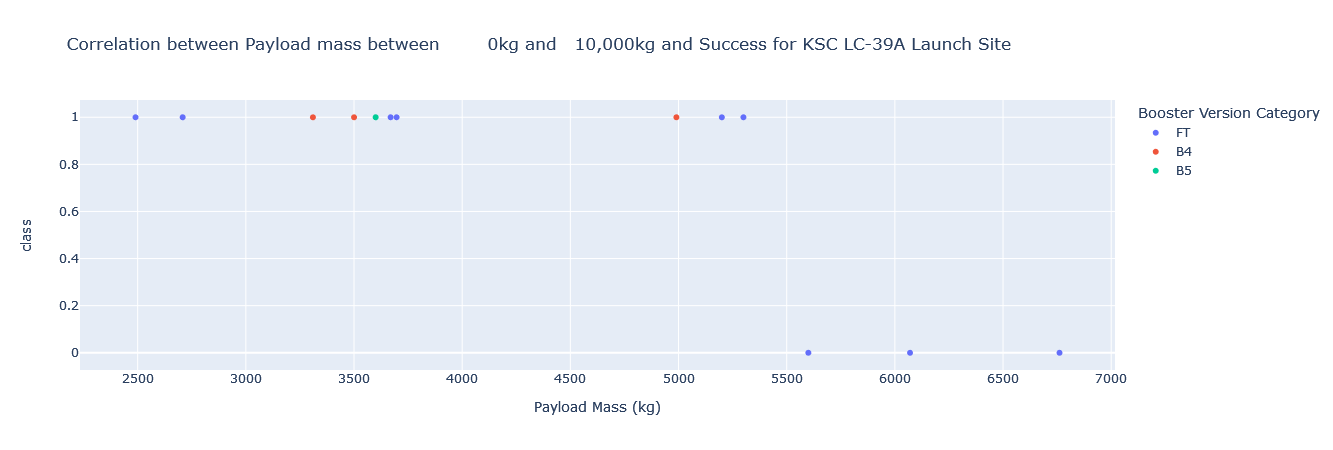 Correlation between Payload mass between 0kg and 10,000kg and Success for KSC LC-39A Launch Site
Booster Version Category
FT
B4
B5
class
1
0.8
0.6
0.4
0.2
0
2500 3000 3500 4000 4500 5000 5500 6000 6500 7000
Payload Mass (kg)